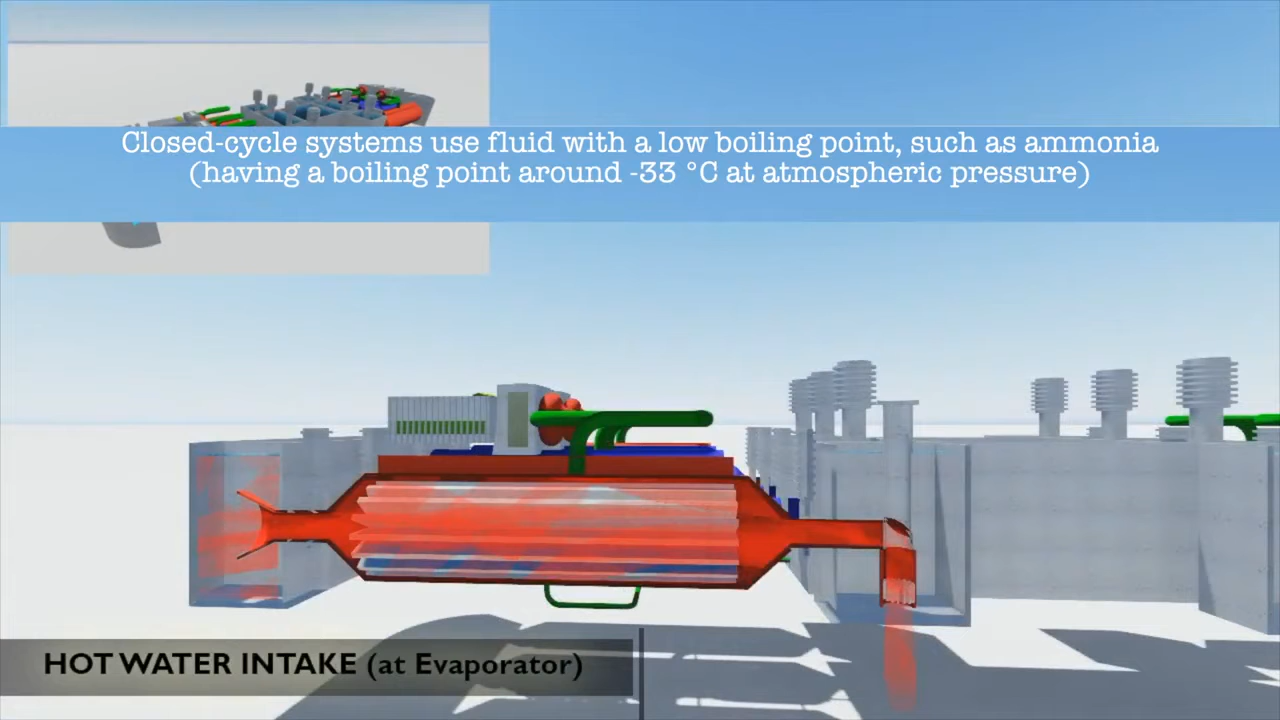 Closed-cycle systems use fluid with a low boiling point, such as ammonia
(having a boiling point around -33 °C at atmospheric pressure)
HOT WATER INTAKE (at Evaporator)